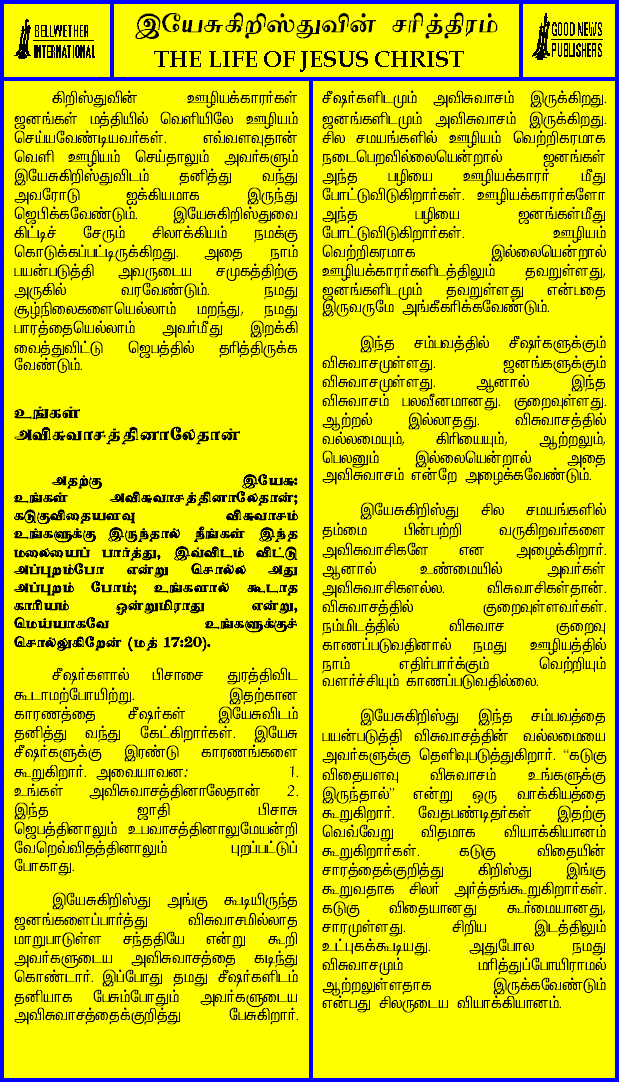 BELLWETHER
INTERNATIONAL
இயேசுகிறிஸ்துவின் சரித்திரம்
THE LIFE OF JESUS CHRIST
GOOD NEWS
PUBLISHERS
கிறிஸ்துவின் ஊழியக்காரர்கள்
ஜனங்கள் மத்தியில் வெளியிலே ஊழியம்
செய்யவேண்டியவர்கள். எவ்வளவுதான்
வெளி ஊழியம் செய்தாலும் அவர்களும்
இயேசுகிறிஸ்துவிடம் தனித்து வந்து
அவரோடு ஐக்கியமாக இருந்து
ஜெபிக்கவேண்டும். இயேசுகிறிஸ்துவை
கிட்டிச் சேரும் சிலாக்கியம் நமக்கு
கொடுக்கப்பட்டிருக்கிறது. அதை நாம்
பயன்படுத்தி அவருடைய சமுகத்திற்கு
அருகில் வரவேண்டும். நமது
சூழ்நிலைகளையெல்லாம் மறந்து, நமது
பாரத்தையெல்லாம் அவர்மீது இறக்கி
வைத்துவிட்டு ஜெபத்தில் தரித்திருக்க
வேண்டும்.
உங்கள்
அவிசுவாசத்தினாலேதான்
அதற்கு இயேசு:
உங்கள் அவிசுவாசத்தினாலேதான்;
கடுகுவிதையளவு விசுவாசம்
உங்களுக்கு இருந்தால் நீங்கள் இந்த
மலையைப் பார்த்து, இவ்விடம் விட்டு
அப்புறம்போ என்று சொல்ல அது
அப்புறம் போம்; உங்களால் கூடாத
காரியம் ஒன்றுமிராது என்று,
மெய்யாகவே உங்களுக்குச்
சொல்லுகிறேன் (மத் 17:20).
சீஷர்களால் பிசாசை துரத்திவிட
கூடாமற்போயிற்று. இதற்கான
காரணத்தை சீஷர்கள் இயேசுவிடம்
தனித்து வந்து கேட்கிறார்கள். இயேசு
சீஷர்களுக்கு இரண்டு காரணங்களை
கூறுகிறார். அவையாவன: 1.
உங்கள் அவிசுவாசத்தினாலேதான் 2.
இந்த ஜாதி பிசாசு
ஜெபத்தினாலும் உபவாசத்தினாலுமேயன்றி
வேறெவ்விதத்தினாலும் புறப்பட்டுப்
போகாது.
இயேசுகிறிஸ்து அங்கு கூடியிருந்த
ஜனங்களைப்பார்த்து விசுவாசமில்லாத
மாறுபாடுள்ள சந்ததியே என்று கூறி
அவர்களுடைய அவிசுவாசத்தை கடிந்து
கொண்டார். இப்போது தமது சீஷர்களிடம்
தனியாக பேசும்போதும் அவர்களுடைய
அவிசுவாசத்தைக்குறித்து பேசுகிறார்.
சீஷர்களிடமும் அவிசுவாசம் இருக்கிறது.
ஜனங்களிடமும் அவிசுவாசம் இருக்கிறது.
சில சமயங்களில் ஊழியம் வெற்றிகரமாக
நடைபெறவில்லையென்றால் ஜனங்கள்
அந்த பழியை ஊழியக்காரர் மீது
போட்டுவிடுகிறார்கள். ஊழியக்காரர்களோ
அந்த பழியை ஜனங்கள்மீது
போட்டுவிடுகிறார்கள். ஊழியம்
வெற்றிகரமாக இல்லையென்றால்
ஊழியக்காரர்களிடத்திலும் தவறுள்ளது,
ஜனங்களிடமும் தவறுள்ளது என்பதை
இருவருமே அங்கீகரிக்கவேண்டும்.
இந்த சம்பவத்தில் சீஷர்களுக்கும்
விசுவாசமுள்ளது. ஜனங்களுக்கும்
விசுவாசமுள்ளது. ஆனால் இந்த
விசுவாசம் பலவீனமானது. குறைவுள்ளது.
ஆற்றல் இல்லாதது. விசுவாசத்தில்
வல்லமையும், கிரியையும், ஆற்றலும்,
பெலனும் இல்லையென்றால் அதை
அவிசுவாசம் என்றே அழைக்கவேண்டும்.
இயேசுகிறிஸ்து சில சமயங்களில்
தம்மை பின்பற்றி வருகிறவர்களை
அவிசுவாசிகளே என அழைக்கிறார்.
ஆனால் உண்மையில் அவர்கள்
அவிசுவாசிகளல்ல. விசுவாசிகள்தான்.
விசுவாசத்தில் குறைவுள்ளவர்கள்.
நம்மிடத்தில் விசுவாச குறைவு
காணப்படுவதினால் நமது ஊழியத்தில்
நாம் எதிர்பார்க்கும் வெற்றியும்
வளர்ச்சியும் காணப்படுவதில்லை.
இயேசுகிறிஸ்து இந்த சம்பவத்தை
பயன்படுத்தி விசுவாசத்தின் வல்லமையை
அவர்களுக்கு தெளிவுபடுத்துகிறார். “கடுகு
விதையளவு விசுவாசம் உங்களுக்கு
இருந்தால்” என்று ஒரு வாக்கியத்தை
கூறுகிறார். வேதபண்டிதர்கள் இதற்கு
வெவ்வேறு விதமாக வியாக்கியானம்
கூறுகிறார்கள். கடுகு விதையின்
சாரத்தைக்குறித்து கிறிஸ்து இங்கு
கூறுவதாக சிலர் அர்த்தங்கூறுகிறார்கள்.
கடுகு விதையானது கூர்மையானது,
சாரமுள்ளது. சிறிய இடத்திலும்
உட்புகக்கூடியது. அதுபோல நமது
விசுவாசமும் மரித்துப்போயிராமல்
ஆற்றலுள்ளதாக இருக்கவேண்டும்
என்பது சிலருடைய வியாக்கியானம்.